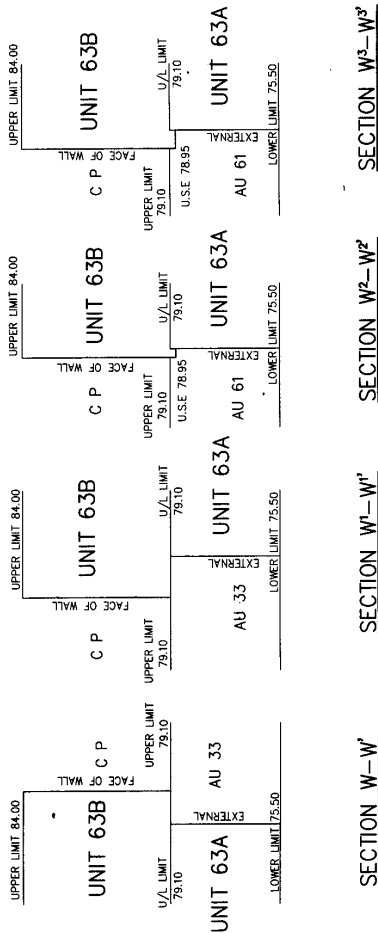 UPPER LIMIT 84.00
UNIT 63B
FACE OF WALL
C P
U/L LIMIT
79.10
UPPER LIMIT
79.10
UNIT 63A
EXTERNAL
AU 33
LOWER LIMIT 75.50
SECTION W-W'
UPPER LIMIT 84.00
C P
FACE OF WALL
UNIT 63B
UPPER LIMIT
79.10
U/L LIMIT
79.10
AU 33
EXTERNAL
UNIT 63A
LOWER LIMIT 75.50
SECTION W¹-W¹'
UPPER LIMIT 84.00
C P
FACE OF WALL
UNIT 63B
UPPER LIMIT
79.10
U.S.E 78.95
U/L LIMIT
79.10
AU 61
EXTERNAL
UNIT 63A
LOWER LIMIT 75.50
SECTION W²-W²'
UPPER LIMIT 84.00
C P
FACE OF WALL
UNIT 63B
UPPER LIMIT
79.10
U.S.E 78.95
U/L LIMIT
79.10
AU 61
EXTERNAL
UNIT 63A
LOWER LIMIT 75.50
SECTION W³-W³'